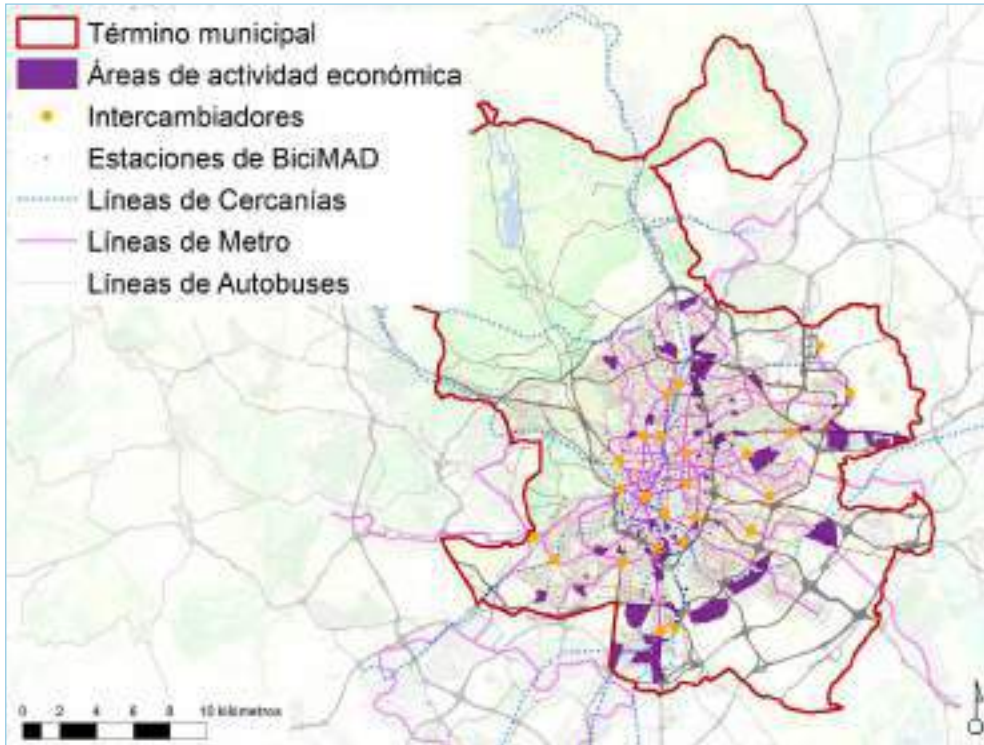 Término municipal
Áreas de actividad económica
Intercambiadores
Estaciones de BiciMAD
Líneas de Cercanías
Líneas de Metro
Líneas de Autobuses
0 2 4 6 8 10 kilómetros